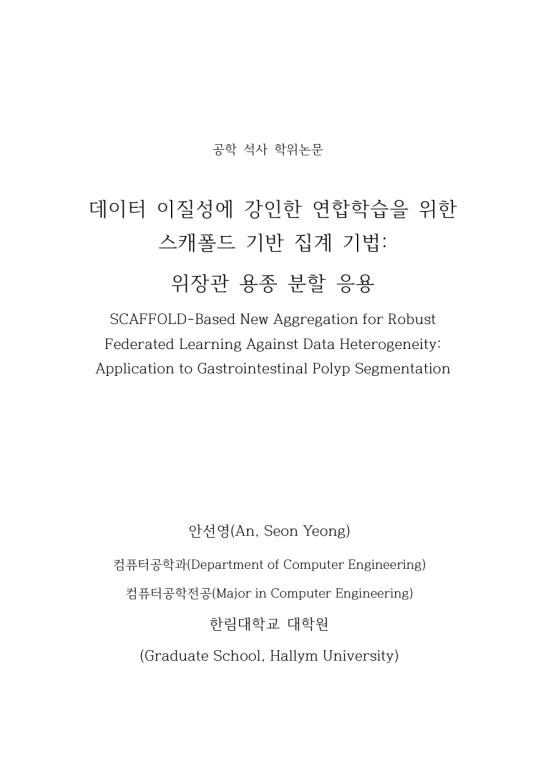 공학 석사 학위논문
데이터 이질성에 강인한 연합학습을 위한
스캐폴드 기반 집계 기법:
위장관 용종 분할 응용
SCAFFOLD-Based New Aggregation for Robust
Federated Learning Against Data Heterogeneity:
Application to Gastrointestinal Polyp Segmentation
안선영(An, Seon Yeong)
컴퓨터공학과(Department of Computer Engineering)
컴퓨터공학전공(Major in Computer Engineering)
한림대학교 대학원
(Graduate School, Hallym University)